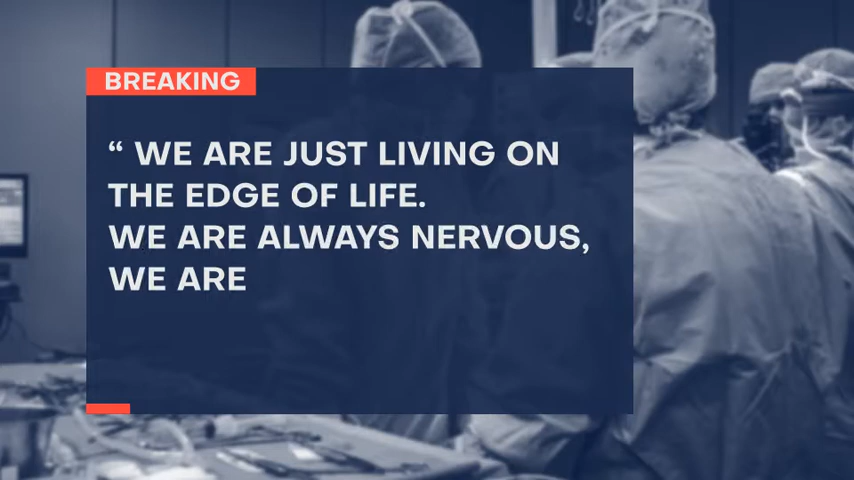 BREAKING
“ WE ARE JUST LIVING ON
THE EDGE OF LIFE.
WE ARE ALWAYS NERVOUS,
WE ARE